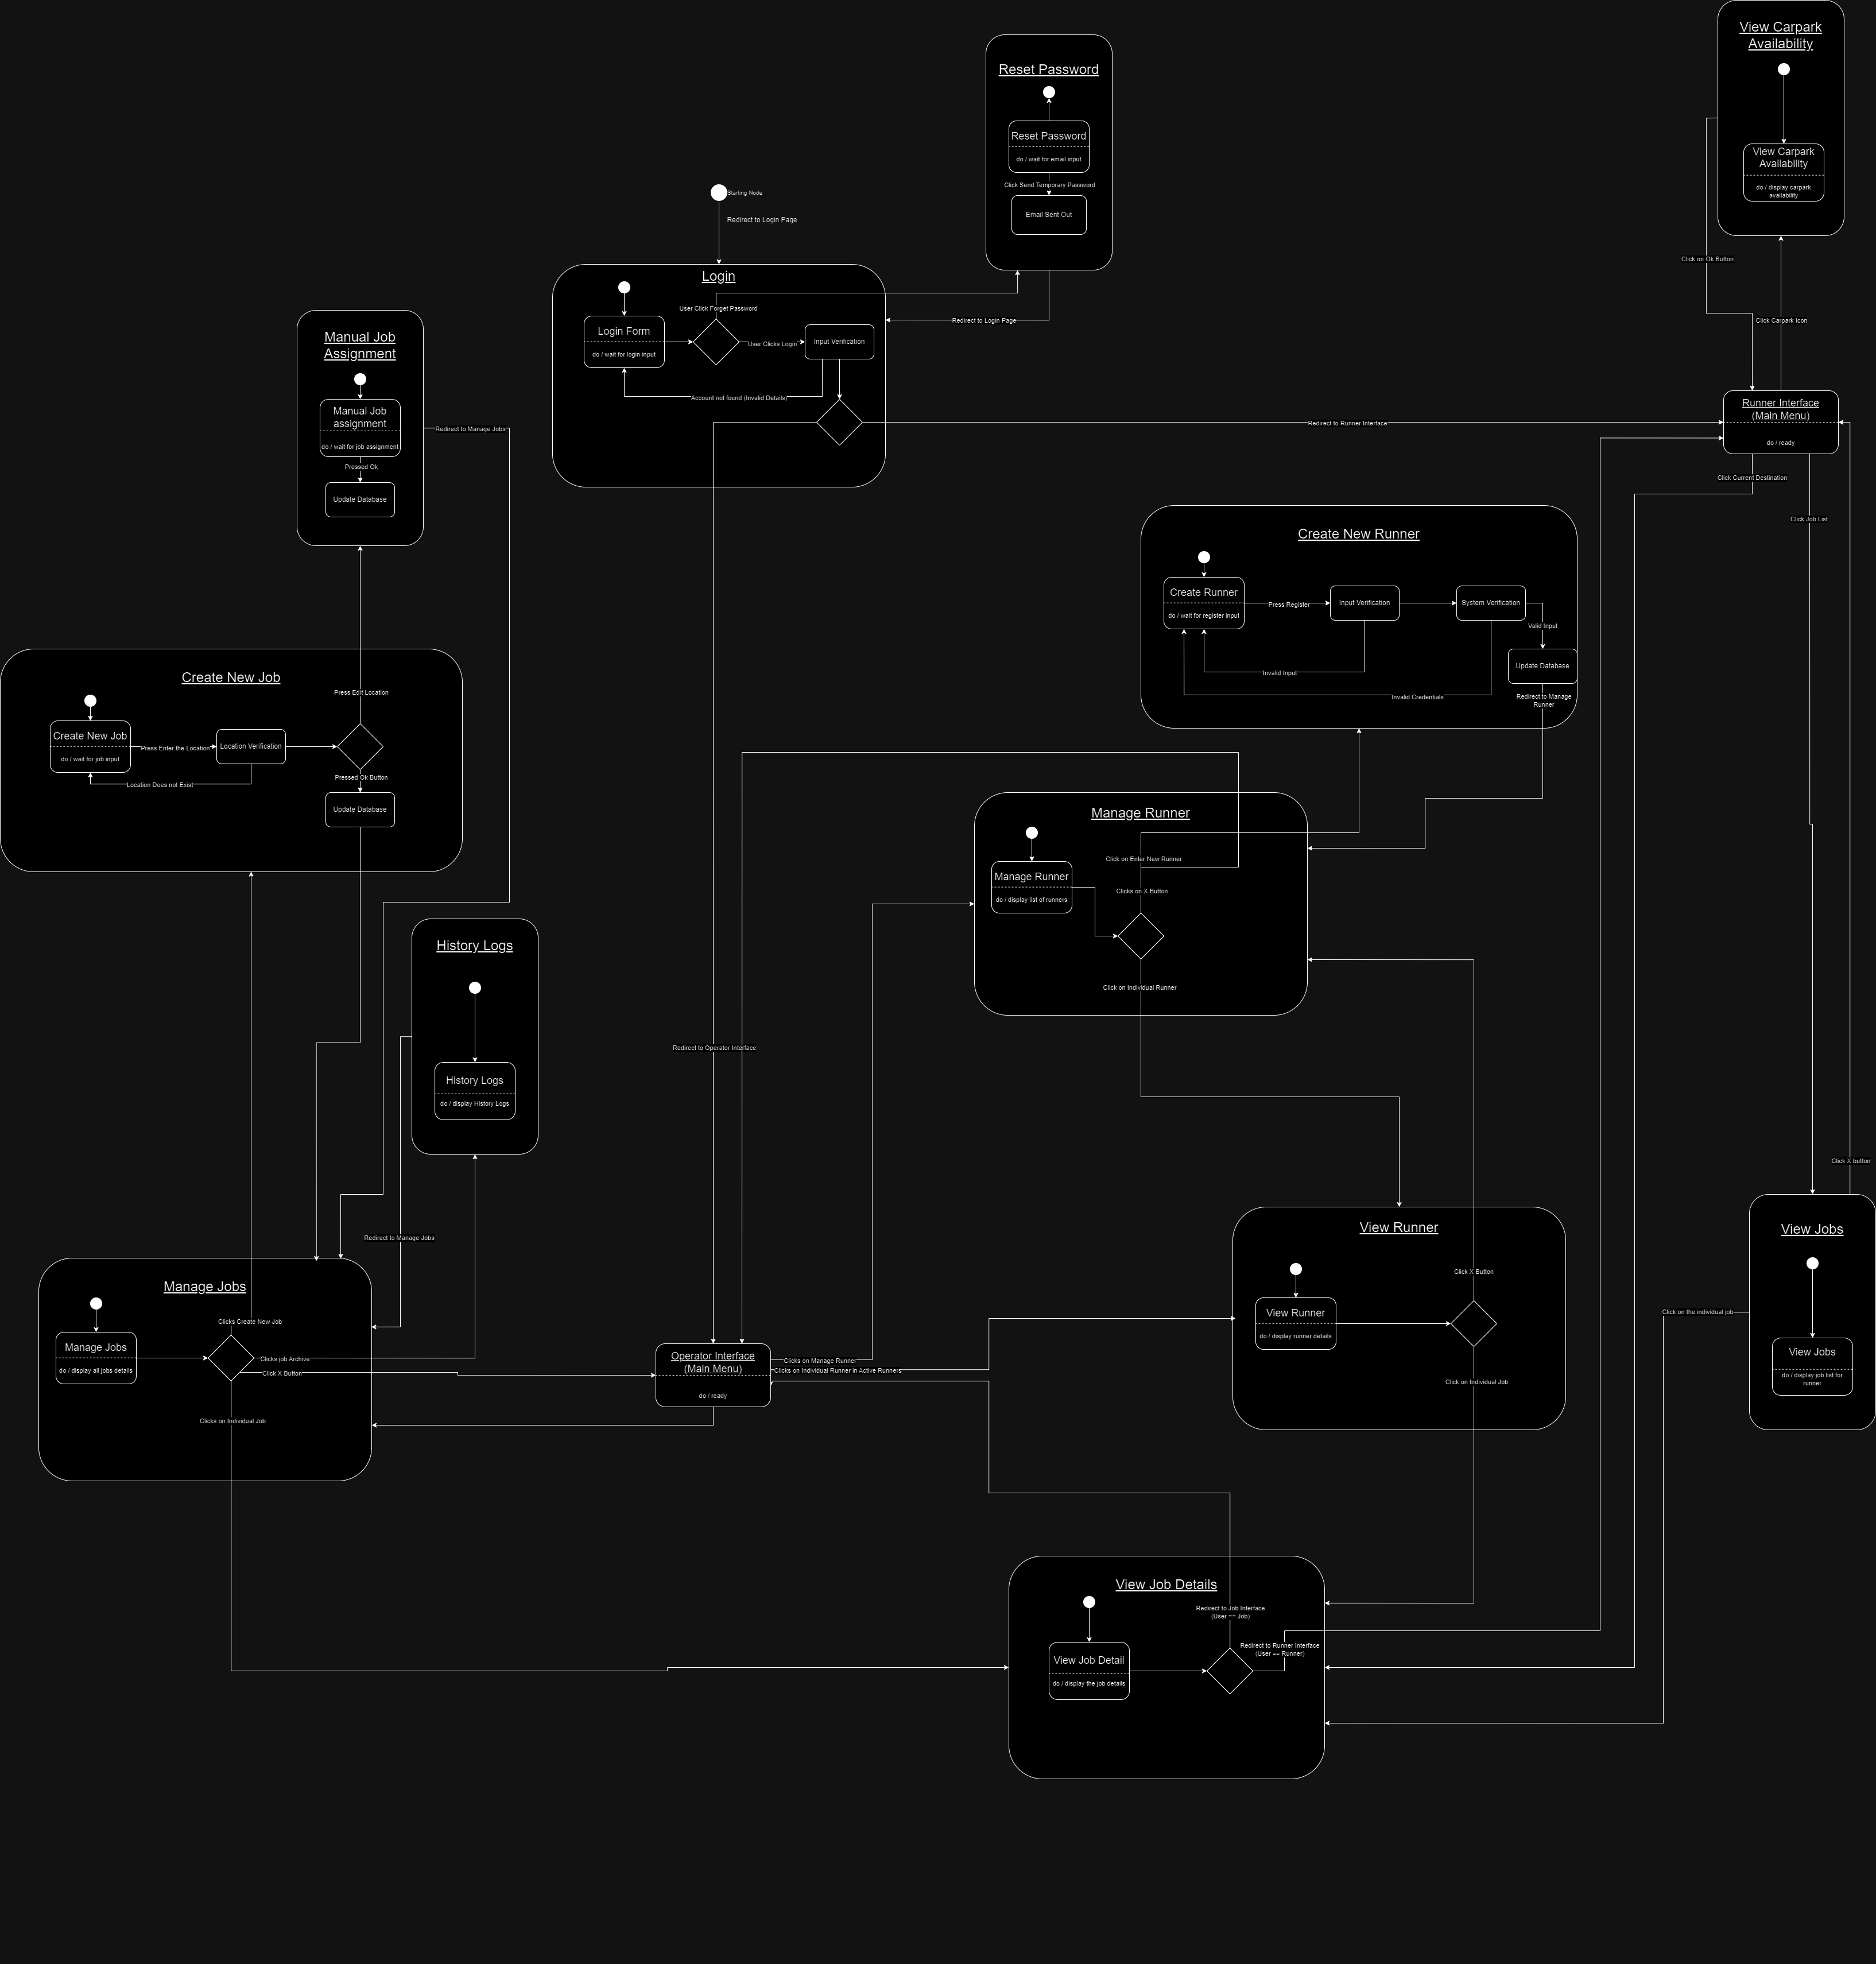 View Carpark
Availability
View Carpark
Availability
do / display carpark
availability
Click on Ok Button
Click Carpark Icon
Reset Password
Reset Password
do / wait for email input
Click Send Temporary Password
Email Sent Out
Starting Node
Redirect to Login Page
Login
User Click Forget Password
Login Form
do / wait for login input
User Clicks Login
Input Verification
Account not found (Invalid Details)
Redirect to Login Page
Redirect to Runner Interface
Runner Interface
(Main Menu)
do / ready
Click Current Destination
Click Job List
Manual Job
Assignment
Manual Job
assignment
do / wait for job assignment
Pressed Ok
Update Database
Redirect to Manage Jobs
Create New Runner
Create Runner
do / wait for register input
Press Register
Input Verification
System Verification
Valid Input
Update Database
Invalid Input
Invalid Credentials
Redirect to Manage
Runner
Create New Job
Press Edit Location
Create New Job
do / wait for job input
Press Enter the Location
Location Verification
Location Does not Exist
Pressed Ok Button
Update Database
Manage Runner
Click on Enter New Runner
Manage Runner
do / display list of runners
Clicks on X Button
Click on Individual Runner
History Logs
History Logs
do / display History Logs
Redirect to Operator Interface
Click X button
View Runner
Click X Button
View Runner
do / display runner details
Click on Individual Job
View Jobs
Click on the individual job
View Jobs
do / display job list for
runner
Redirect to Manage Jobs
Manage Jobs
Clicks Create New Job
Manage Jobs
do / display all jobs details
Clicks job Archive
Click X Button
Clicks on Individual Job
Operator Interface
(Main Menu)
do / ready
Clicks on Manage Runner
Clicks on Individual Runner in Active Runners
View Job Details
Redirect to Job Interface
(User == Job)
Redirect to Runner Interface
(User == Runner)
View Job Detail
do / display the job details